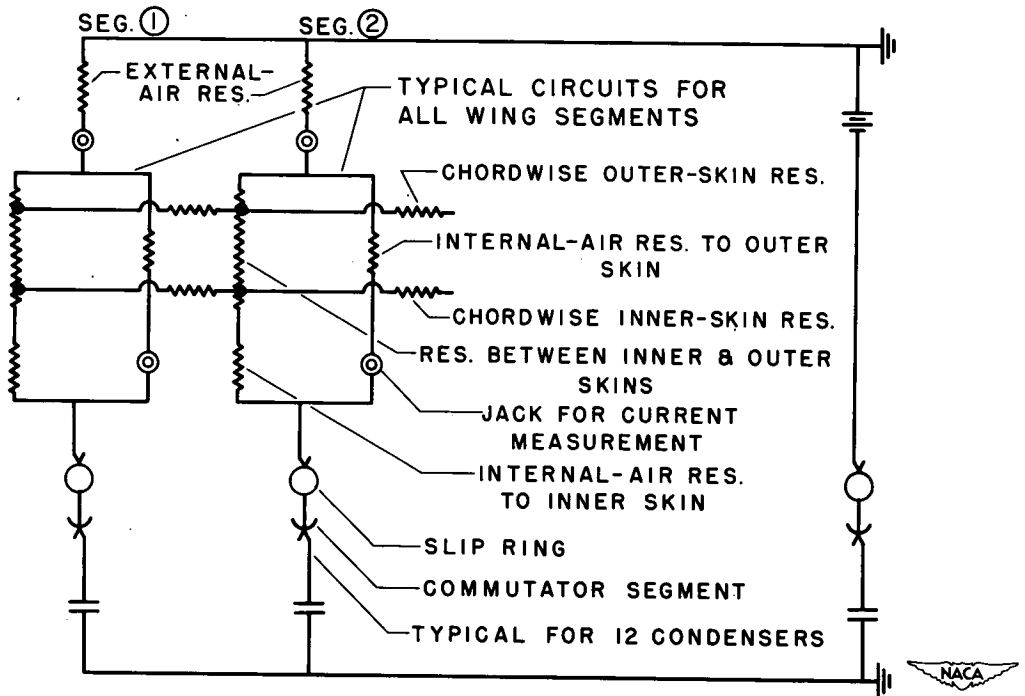 SEG. 1
SEG. 2
EXTERNAL-
AIR RES.
TYPICAL CIRCUITS FOR
ALL WING SEGMENTS
CHORDWISE OUTER-SKIN RES.
INTERNAL-AIR RES. TO OUTER
SKIN
CHORDWISE INNER-SKIN RES.
RES. BETWEEN INNER & OUTER
SKINS
JACK FOR CURRENT
MEASUREMENT
INTERNAL-AIR RES.
TO INNER SKIN
SLIP RING
COMMUTATOR SEGMENT
TYPICAL FOR 12 CONDENSERS
NACA